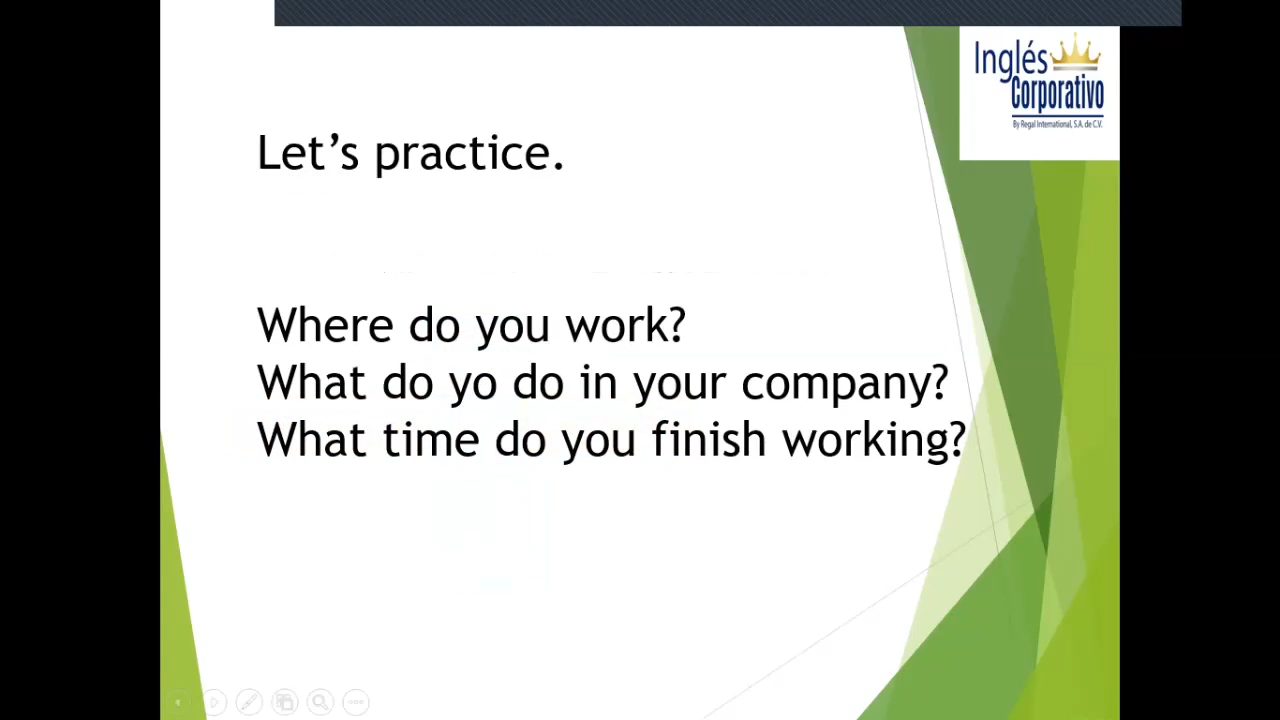 Inglés
Corporativo
By Regal International, S.A. de C.V.
Let’s practice.
Where do you work?
What do yo do in your company?
What time do you finish working?